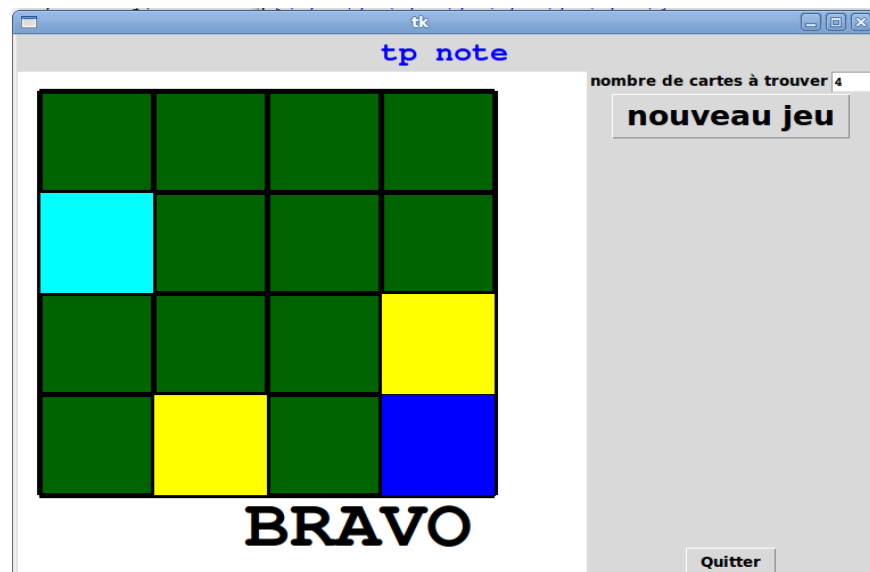 tk
tp note
nombre de cartes à trouver 4
nouveau jeu
BRAVO
Quitter